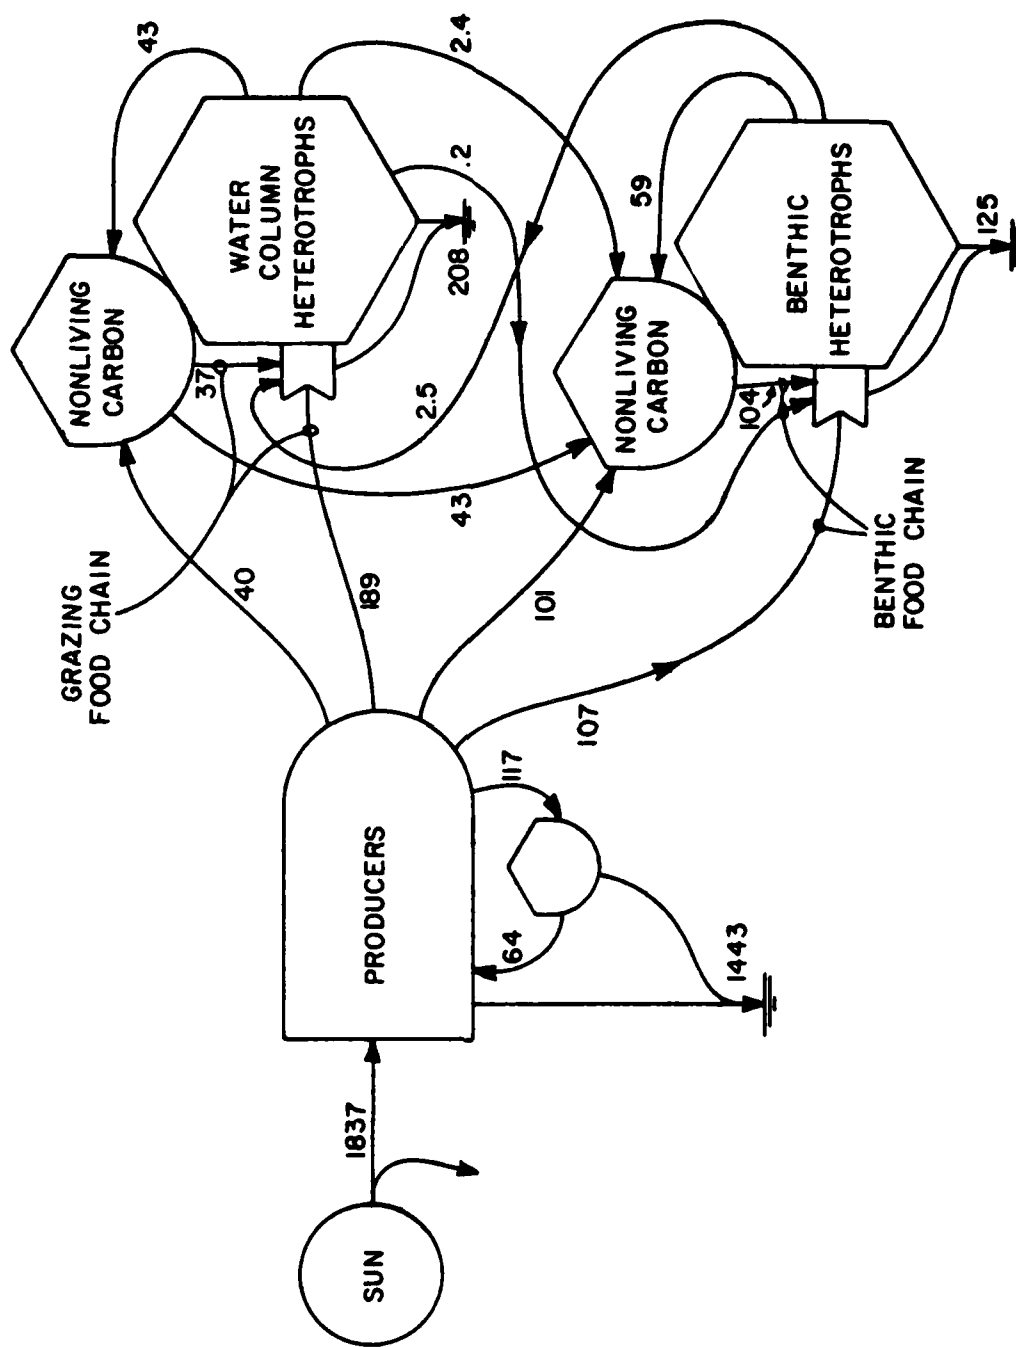 SUN
1837
PRODUCERS
1443
64
117
GRAZING
FOOD CHAIN
40
189
101
107
NONLIVING
CARBON
43
37
WATER
COLUMN
HETEROTROPHS
208
43
2.5
2.4
.2
NONLIVING
CARBON
59
104
BENTHIC
HETEROTROPHS
125
BENTHIC
FOOD CHAIN